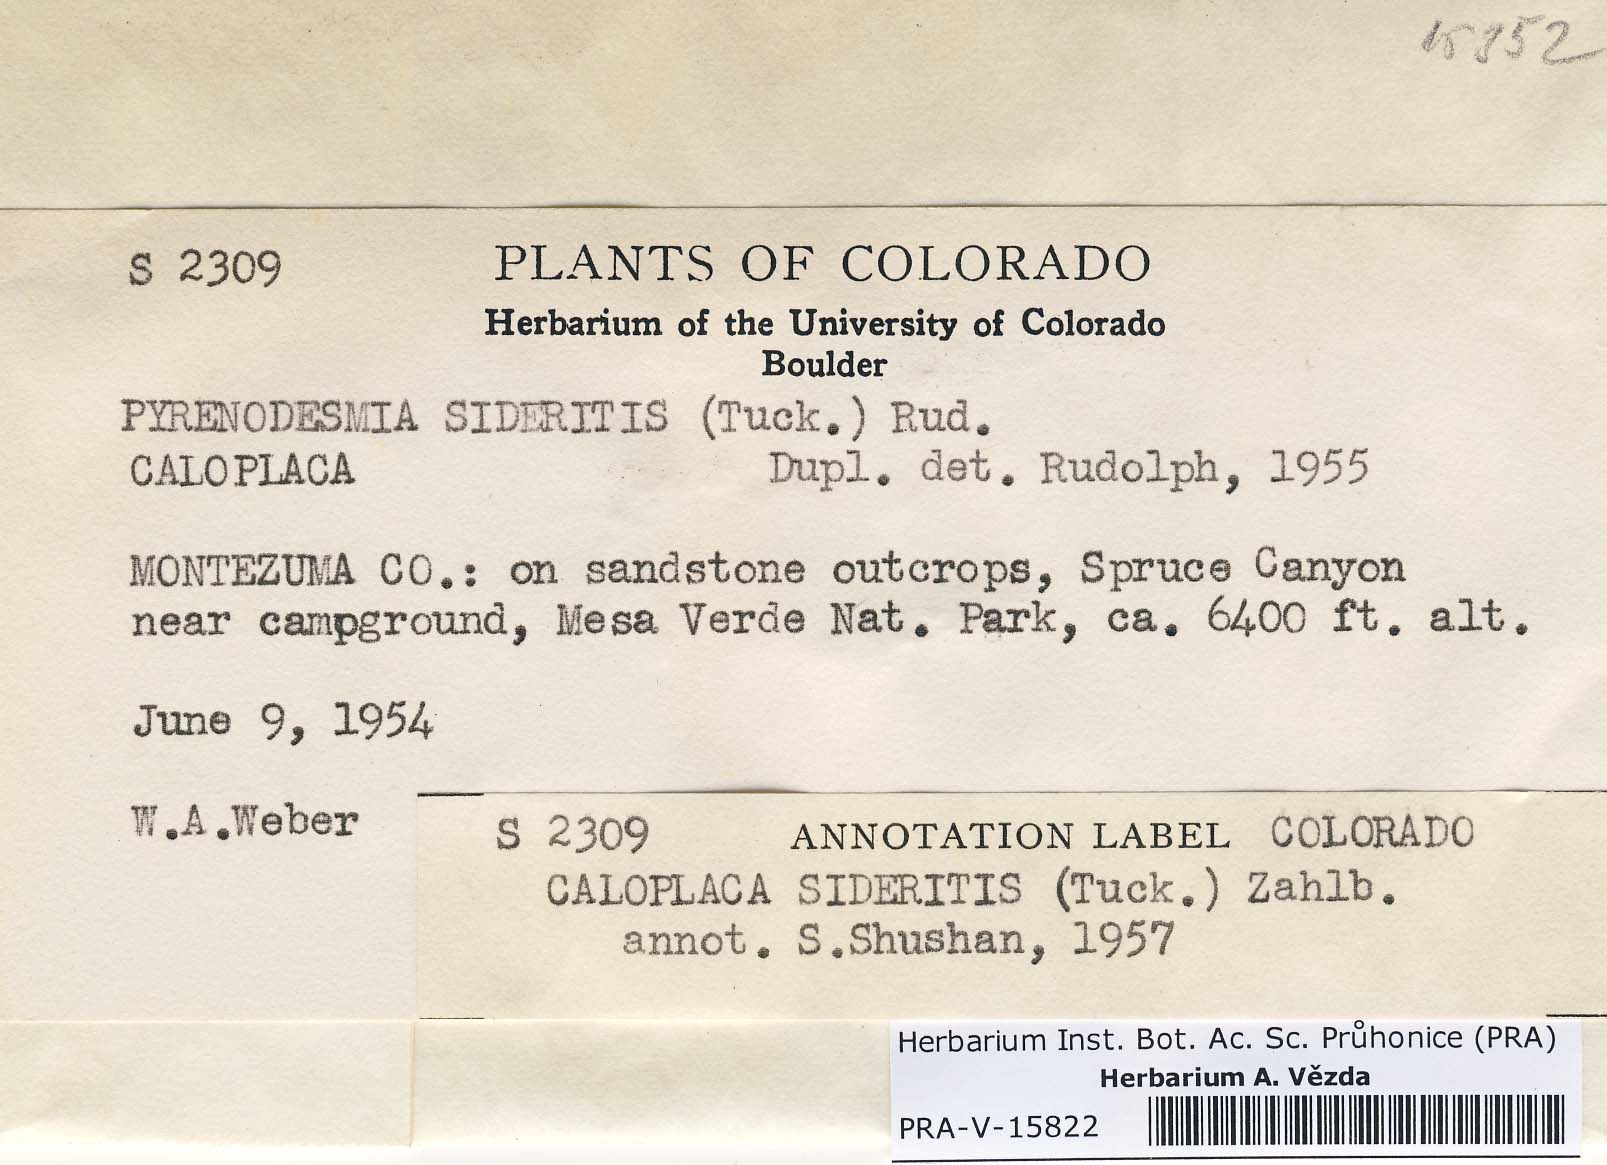 S 2309 PLANTS OF COLORADO
Herbarium of the University of Colorado
Boulder
PYRENODESMIA SIDERITIS (Tuck.) Rud.
CALOPLACA Dupl. det. Rudolph, 1955
MONTEZUMA CO.: on sandstone outcrops, Spruce Canyon
near campground, Mesa Verde Nat. Park, ca. 6400 ft. alt.
June 9, 1954
W.A.Weber
S 2309 ANNOTATION LABEL COLORADO
CALOPLACA SIDERITIS (Tuck.) Zahlb.
annot. S.Shushan, 1957
Herbarium Inst. Bot. Ac. Sc. Průhonice (PRA)
Herbarium A. Vězda
PRA-V-15822